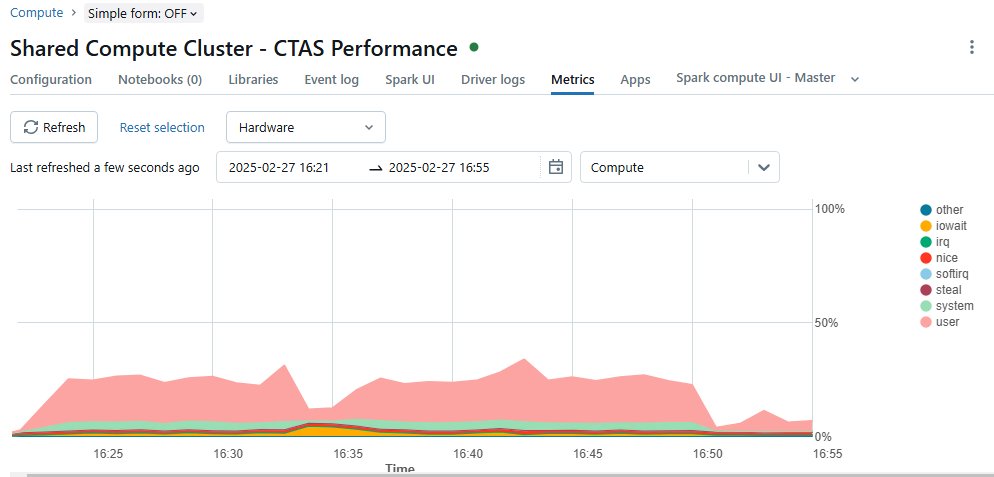 Compute > Simple form: OFF
Shared Compute Cluster - CTAS Performance
Configuration Notebooks (0) Libraries Event log Spark UI Driver logs Metrics Apps Spark compute UI - Master
Refresh Reset selection Hardware
Last refreshed a few seconds ago 2025-02-27 16:21 → 2025-02-27 16:55 Compute
100%
50%
0%
other
iowait
irq
nice
softirq
steal
system
user
16:25 16:30 16:35 16:40 16:45 16:50 16:55
Time